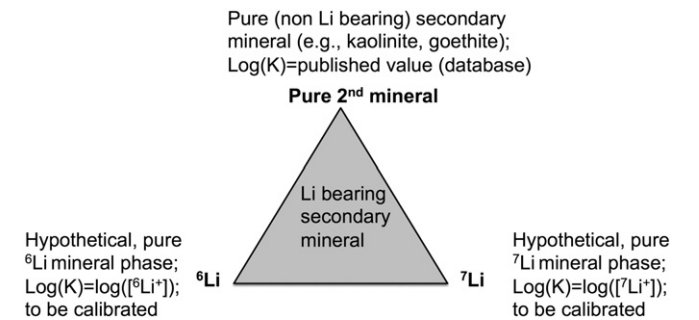 Pure (non Li bearing) secondary
mineral (e.g., kaolinite, goethite);
Log(K)=published value (database)
Pure 2ⁿᵈ mineral
Li bearing
secondary
mineral
Hypothetical, pure
⁶Li mineral phase;
Log(K)=log([⁶Li⁺]);
to be calibrated
⁶Li
⁷Li
Hypothetical, pure
⁷Li mineral phase;
Log(K)=log([⁷Li⁺]);
to be calibrated